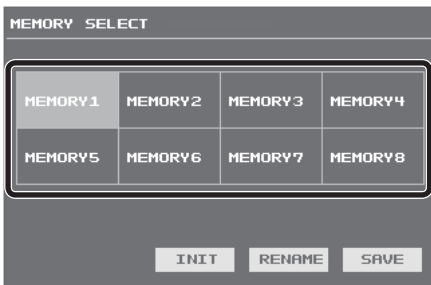 MEMORY SELECT
MEMORY1 MEMORY2 MEMORY3 MEMORY4
MEMORY5 MEMORY6 MEMORY7 MEMORY8
INIT RENAME SAVE